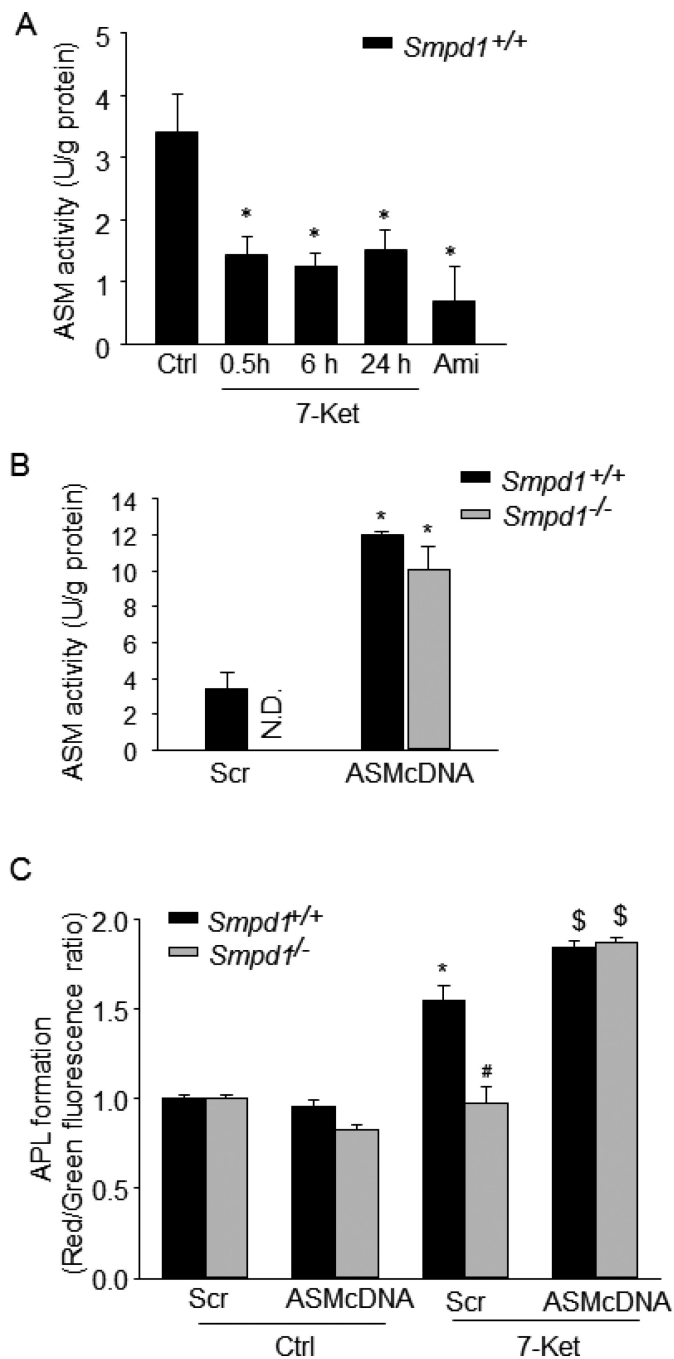 A
Smpd1+/+
ASM activity (U/g protein)
5
4
3
2
1
0
*
*
*
*
Ctrl 0.5h 6 h 24 h Ami
7-Ket
B
Smpd1+/+
Smpd1-/-
ASM activity (U/g protein)
14
12
10
8
6
4
2
0
N.D.
* *
Scr ASMcDNA
C
Smpd1+/+
Smpd1/-
APL formation
(Red/Green fluorescence ratio)
2.0
1.5
1.0
0.5
0.0
*
#
$ $
Scr ASMcDNA Scr ASMcDNA
Ctrl 7-Ket